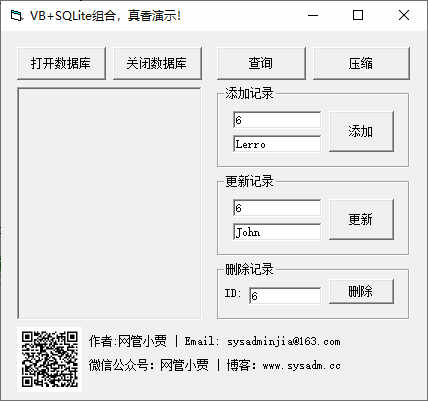 VB+SQLite组合，真香演示！
打开数据库 关闭数据库 查询 压缩
添加记录
6
Lerro
添加
更新记录
6
John
更新
删除记录
ID: 6 删除
作者:网管小贾 | Email: sysadminjia@163.com
微信公众号: 网管小贾 | 博客: www.sysadm.cc